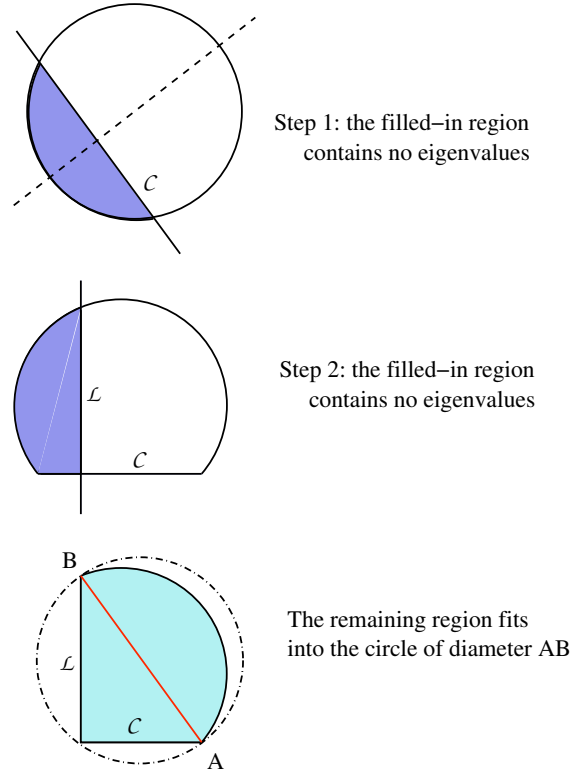 Step 1: the filled−in region
contains no eigenvalues
C
Step 2: the filled−in region
contains no eigenvalues
L
C
B
The remaining region fits
into the circle of diameter AB
L
C
A